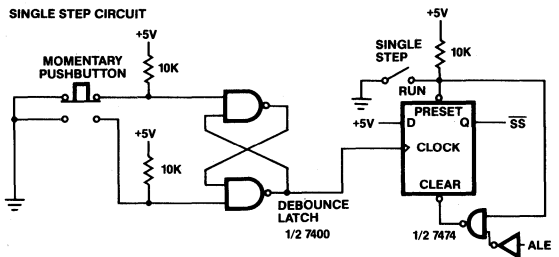 SINGLE STEP CIRCUIT
+5V
MOMENTARY
PUSHBUTTON
10K
+5V
10K
DEBOUNCE
LATCH
1/2 7400
+5V
SINGLE
STEP
10K
RUN
PRESET
+5V
D
Q
SS
CLOCK
CLEAR
1/2 7474
ALE